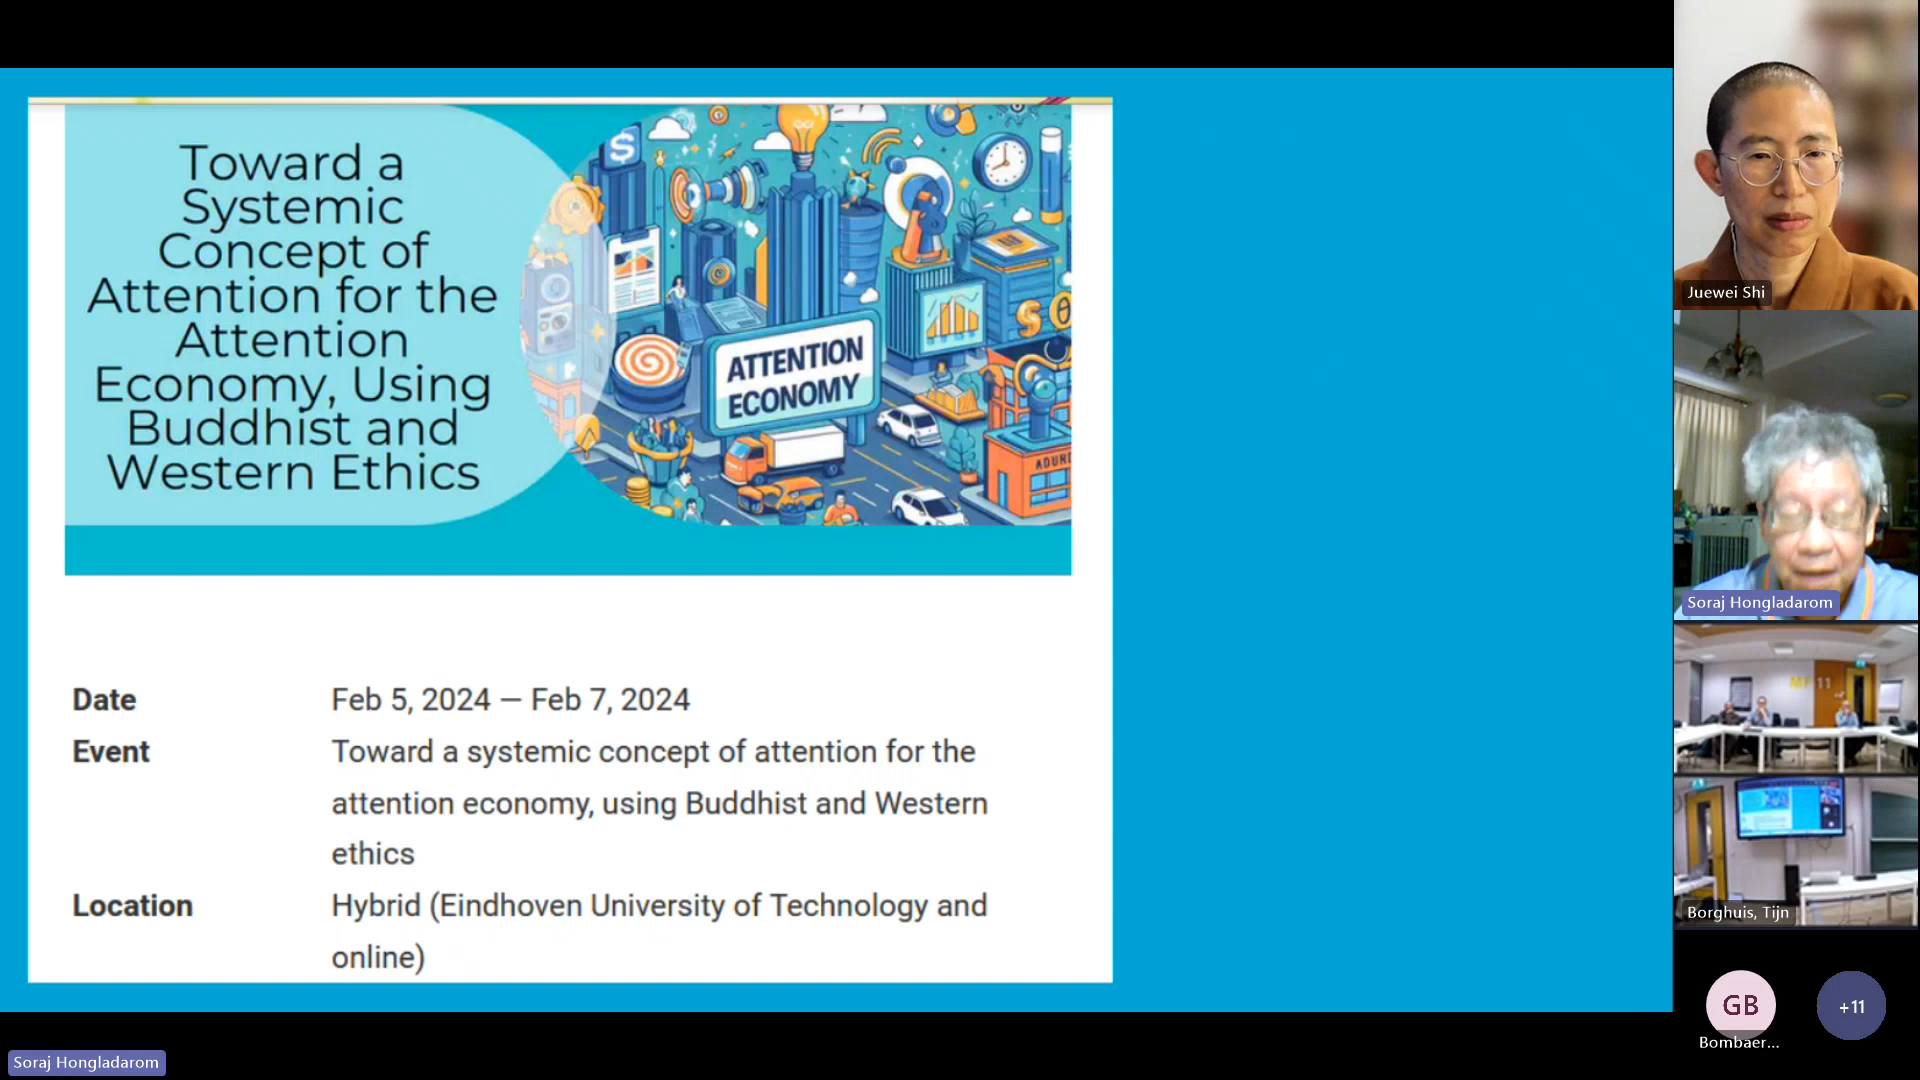 Toward a
Systemic
Concept of
Attention for the
Attention
Economy, Using
Buddhist and
Western Ethics
$
ATTENTION
ECONOMY
Date
Feb 5, 2024 — Feb 7, 2024
Event
Toward a systemic concept of attention for the
attention economy, using Buddhist and Western
ethics
Location
Hybrid (Eindhoven University of Technology and
online)
Juewei Shi
Soraj Hongladarom
MF 11
Borghuis, Tijn
GB
+11
Bombaer...
Soraj Hongladarom